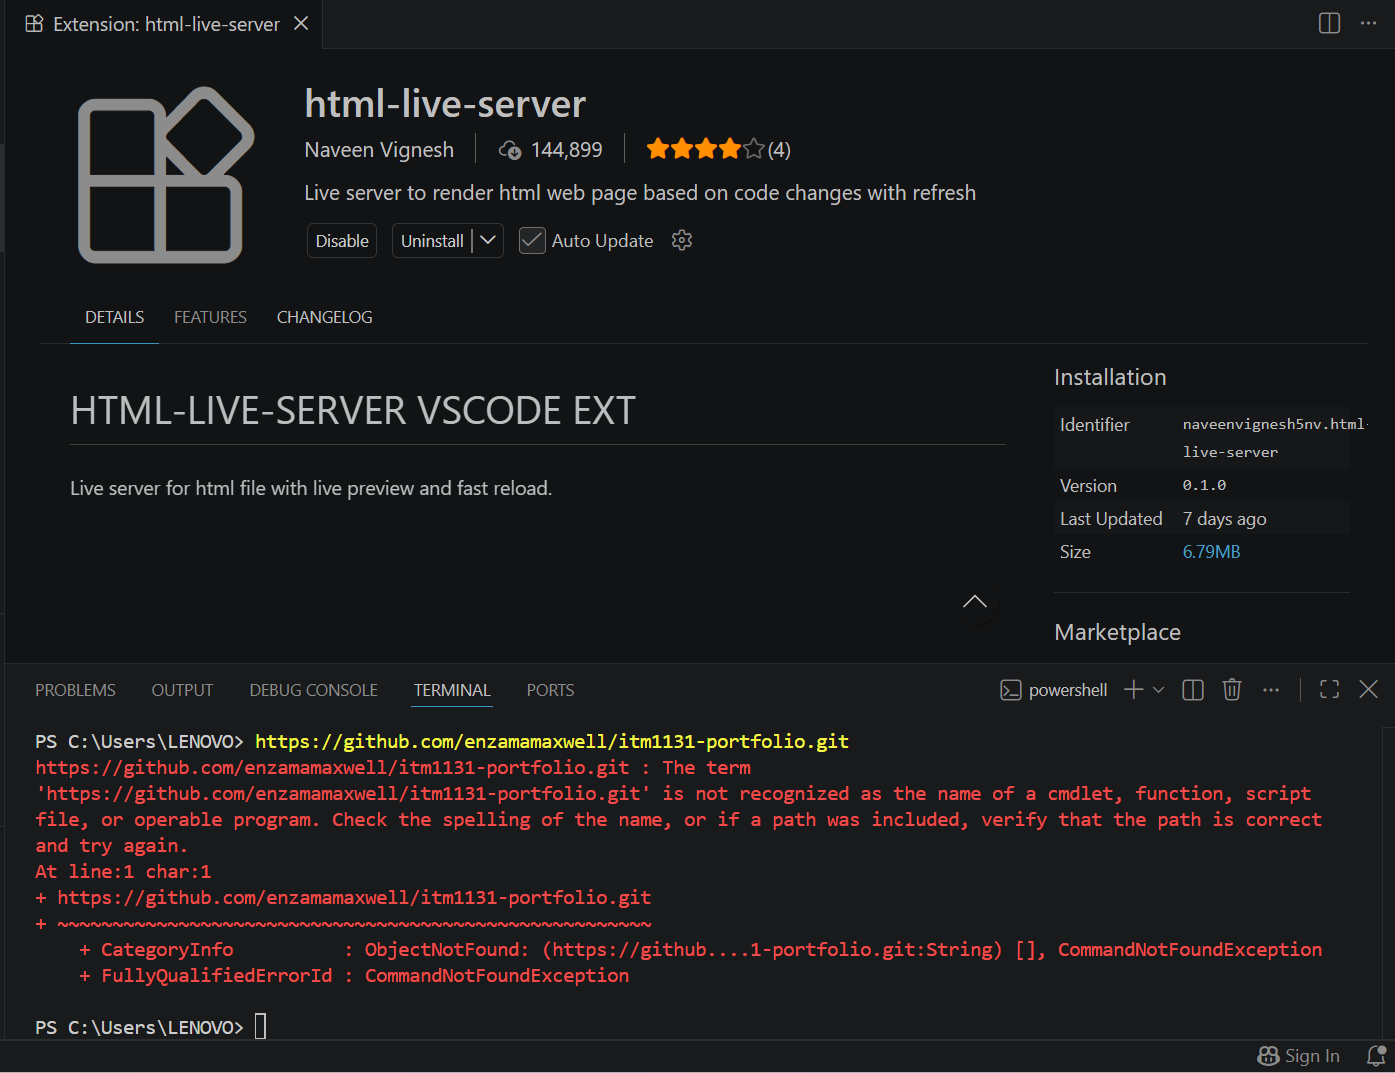 Extension: html-live-server
html-live-server
Naveen Vignesh 144,899 (4)
Live server to render html web page based on code changes with refresh
Disable Uninstall Auto Update
DETAILS FEATURES CHANGELOG
HTML-LIVE-SERVER VSCODE EXT
Live server for html file with live preview and fast reload.
Installation
Identifier naveenvignesh5nv.html-
live-server
Version 0.1.0
Last Updated 7 days ago
Size 6.79MB
Marketplace
PROBLEMS OUTPUT DEBUG CONSOLE TERMINAL PORTS powershell
PS C:\Users\LENOVO> https://github.com/enzamamaxwell/itm1131-portfolio.git
https://github.com/enzamamaxwell/itm1131-portfolio.git : The term
'https://github.com/enzamamaxwell/itm1131-portfolio.git' is not recognized as the name of a cmdlet, function, script
file, or operable program. Check the spelling of the name, or if a path was included, verify that the path is correct
and try again.
At line:1 char:1
+ https://github.com/enzamamaxwell/itm1131-portfolio.git
+ ~~~~~~~~~~~~~~~~~~~~~~~~~~~~~~~~~~~~~~~~~~~~~~~~~~~~~~
+ CategoryInfo : ObjectNotFound: (https://github....1-portfolio.git:String) [], CommandNotFoundException
+ FullyQualifiedErrorId : CommandNotFoundException
PS C:\Users\LENOVO>
Sign In